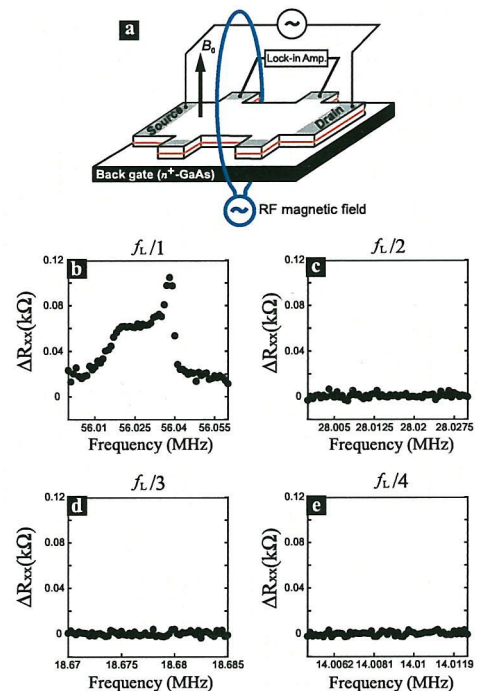 a
B₀
Lock-in Amp.
Source
Drain
Back gate (n⁺-GaAs)
RF magnetic field
f_L/1
b
0.12
0.08
0.04
0
ΔRxx(kΩ)
56.01 56.025 56.04 56.055
Frequency (MHz)
f_L/2
c
0.12
0.08
0.04
0
ΔRxx(kΩ)
28.005 28.0125 28.02 28.0275
Frequency (MHz)
f_L/3
d
0.12
0.08
0.04
0
ΔRxx(kΩ)
18.67 18.675 18.68 18.685
Frequency (MHz)
f_L/4
e
0.12
0.08
0.04
0
ΔRxx(kΩ)
14.0062 14.0081 14.01 14.0119
Frequency (MHz)